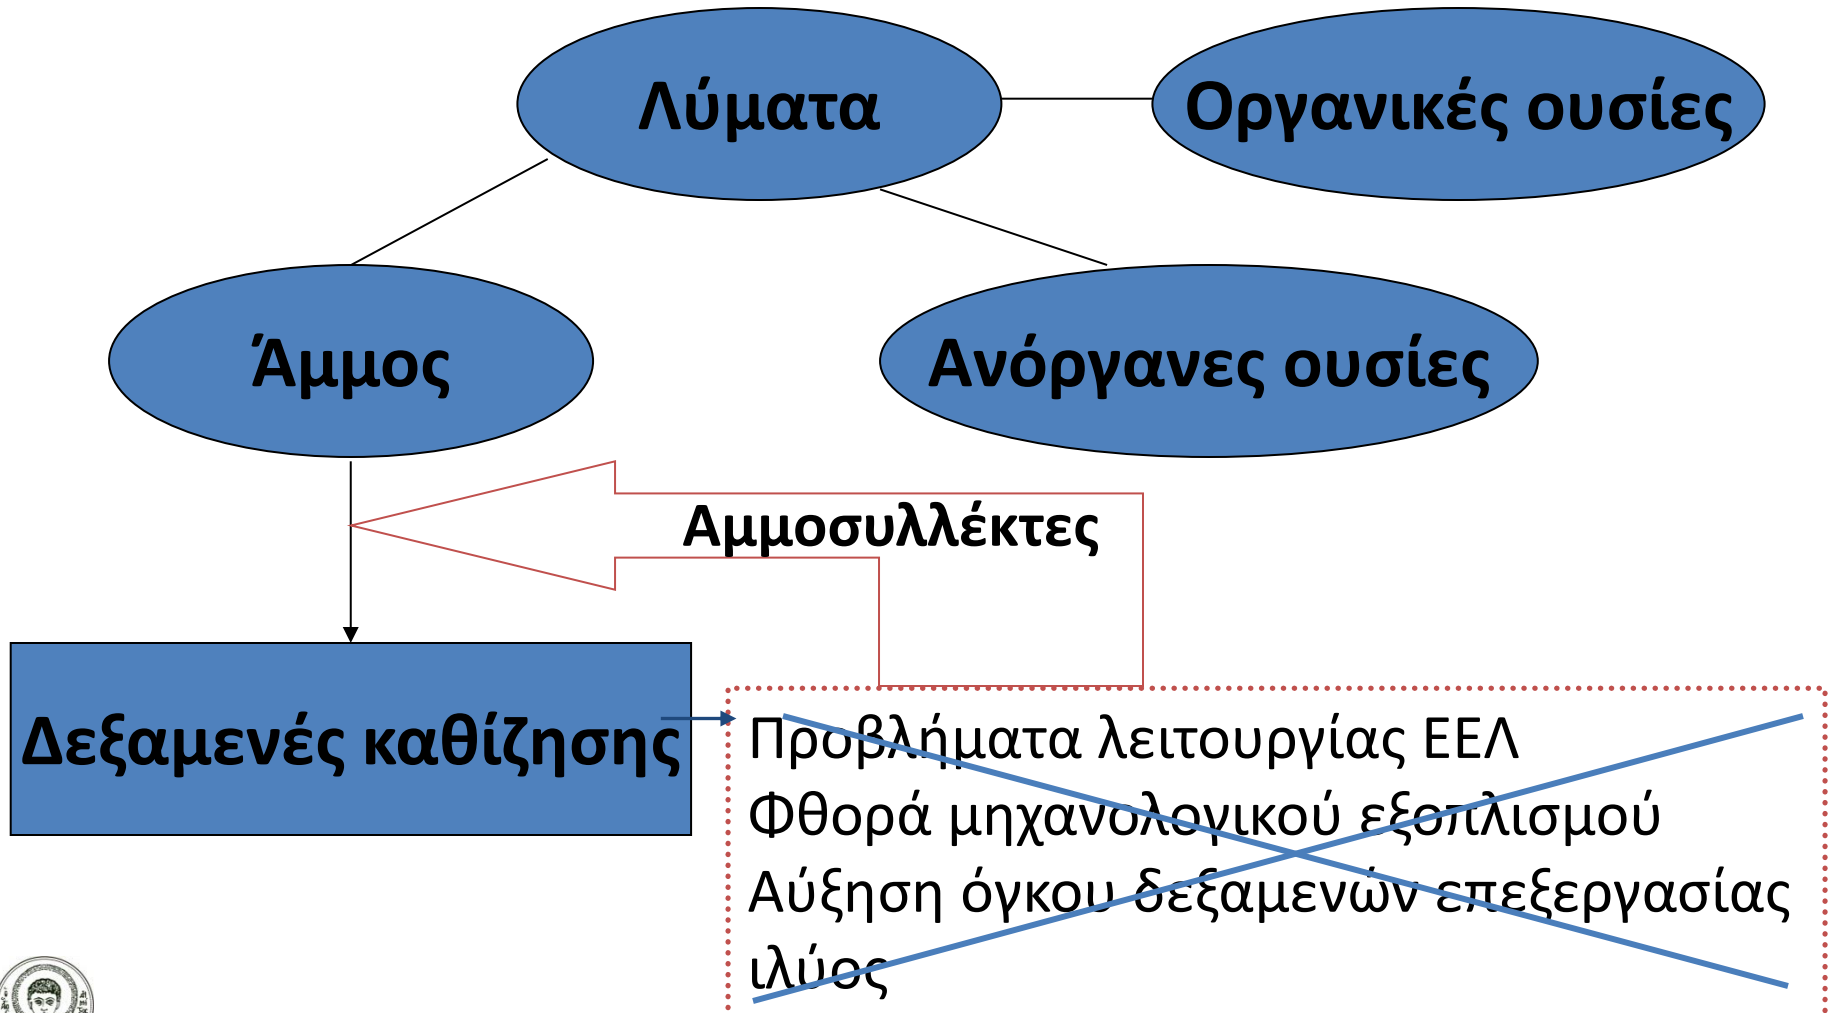 Λύματα
Οργανικές ουσίες
Άμμος
Ανόργανες ουσίες
Αμμοσυλλέκτες
Δεξαμενές καθίζησης
Προβλήματα λειτουργίας ΕΕΛ
Φθορά μηχανολογικού εξοπλισμού
Αύξηση όγκου δεξαμενών επεξεργασίας
ιλύος